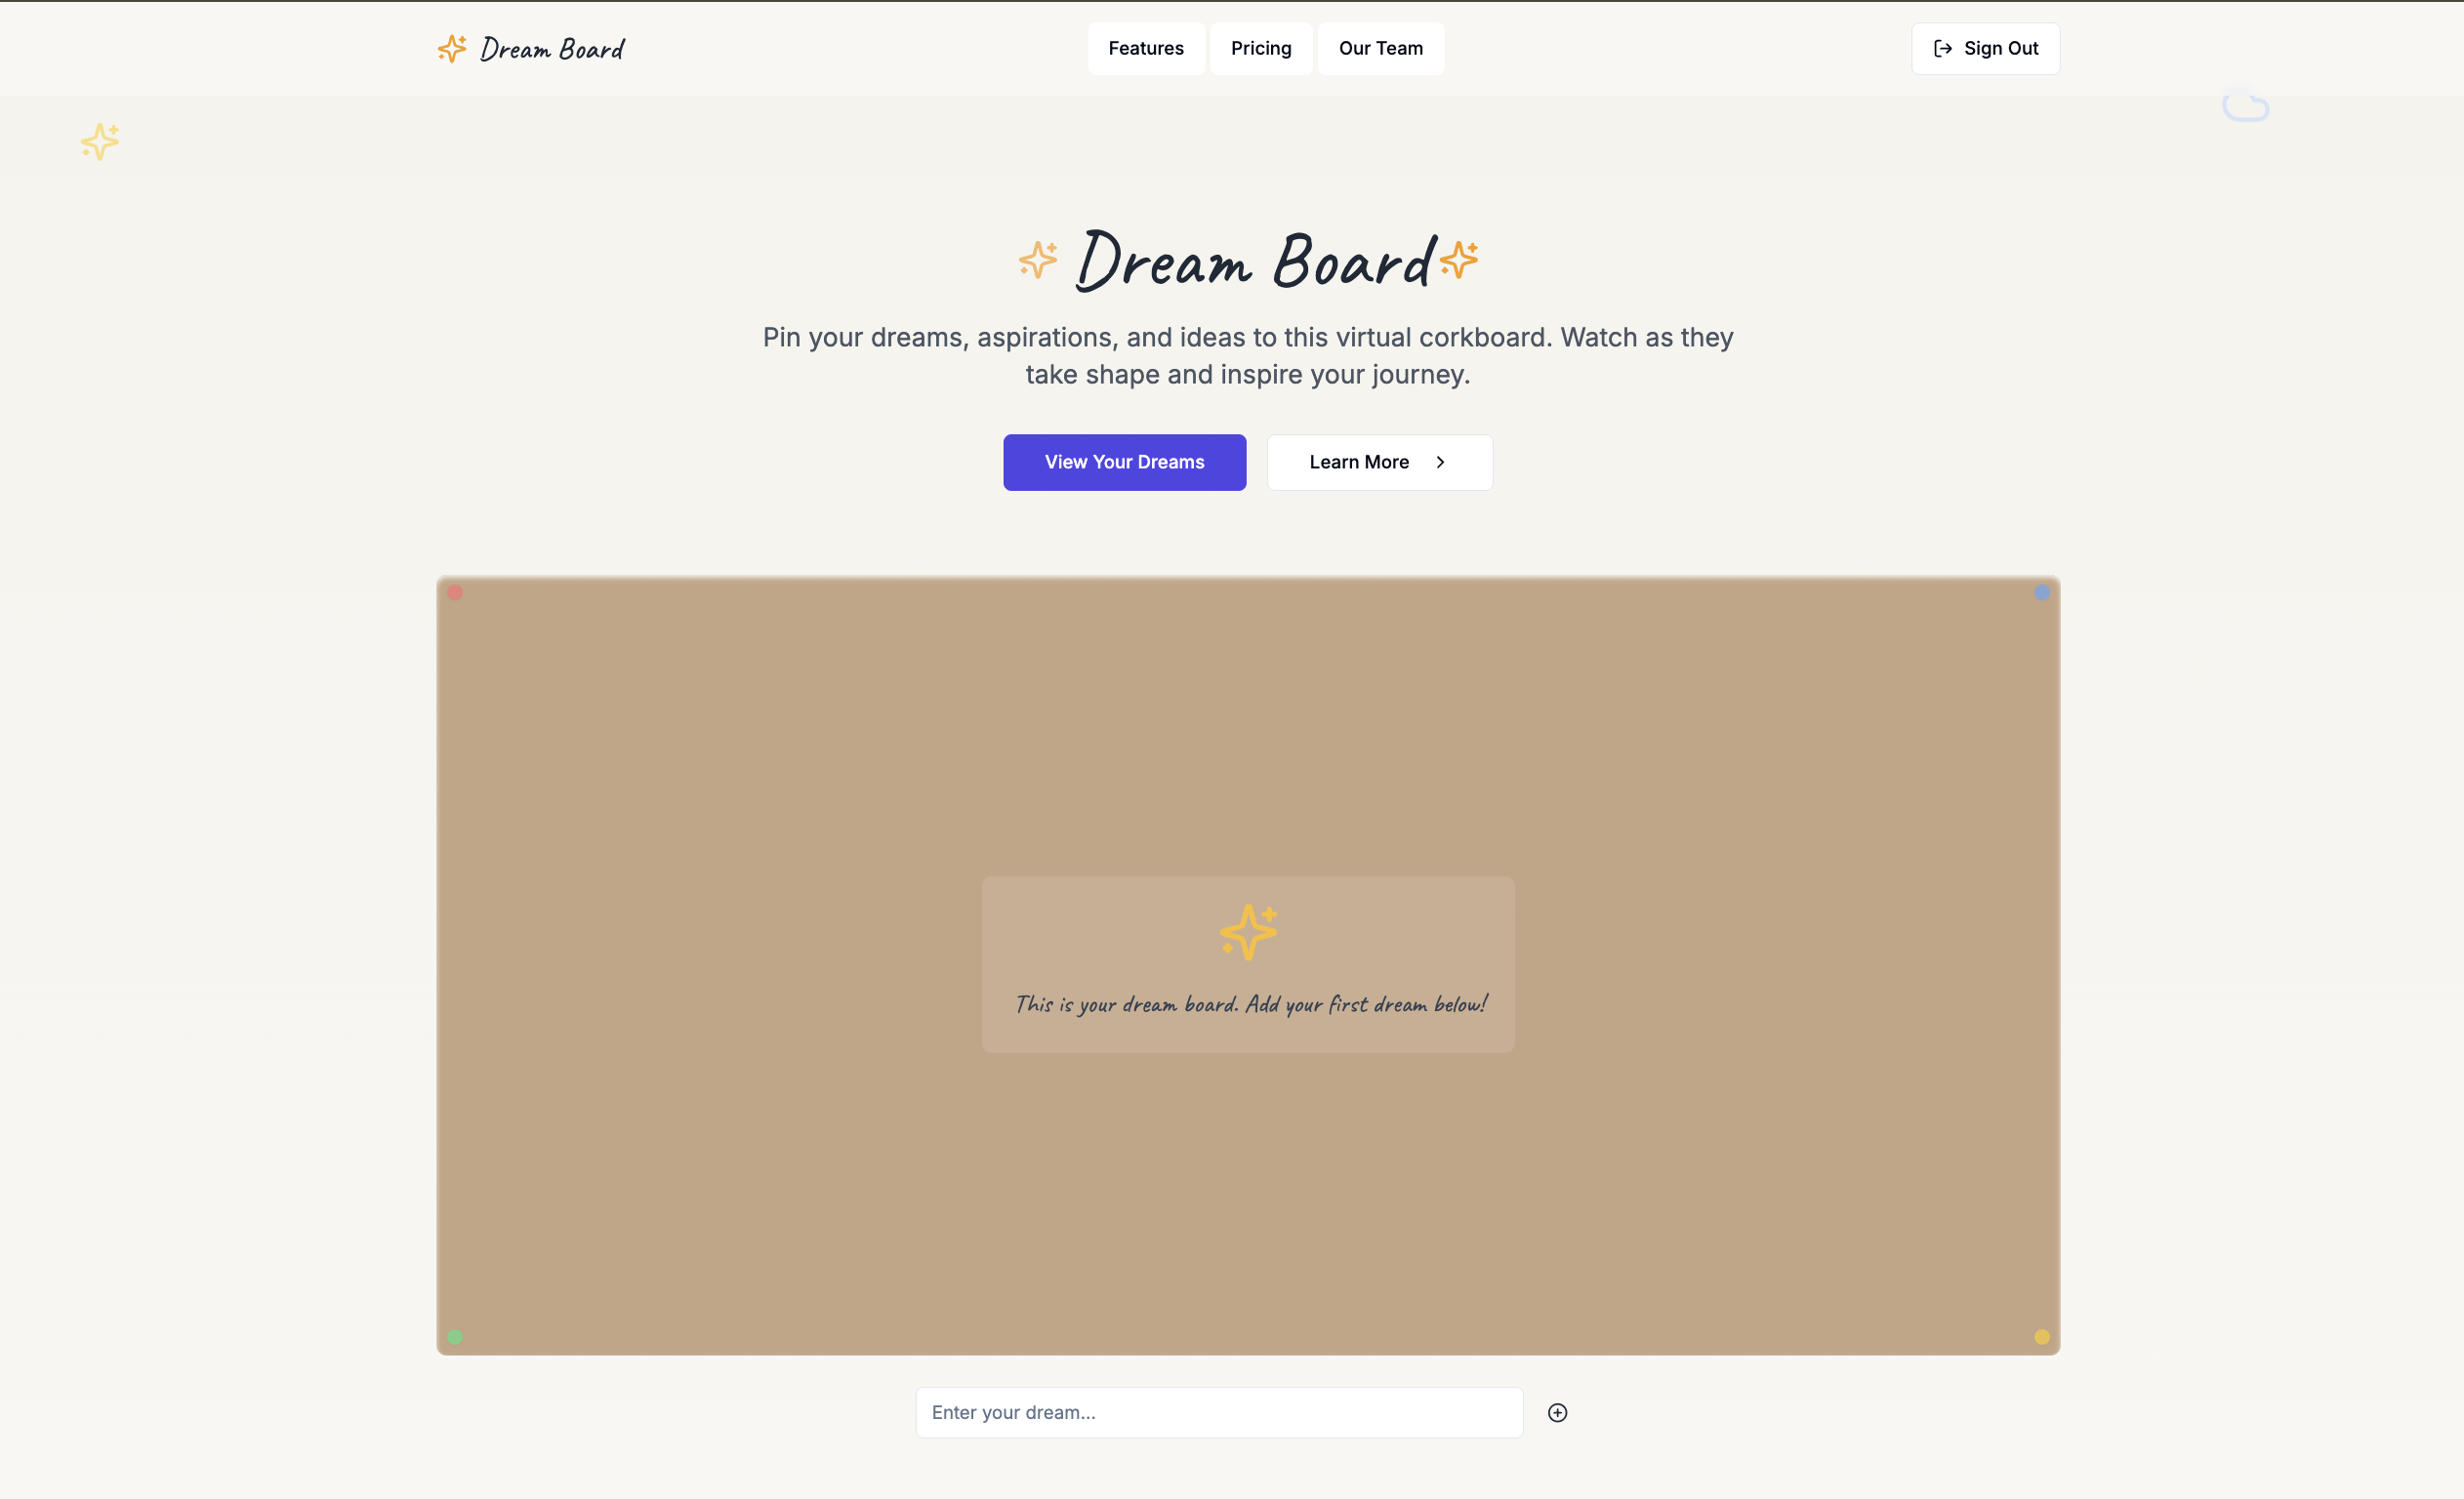 Dream Board
Features
Pricing
Our Team
Sign Out
Dream Board
Pin your dreams, aspirations, and ideas to this virtual corkboard. Watch as they
take shape and inspire your journey.
View Your Dreams
Learn More
This is your dream board. Add your first dream below!
Enter your dream...